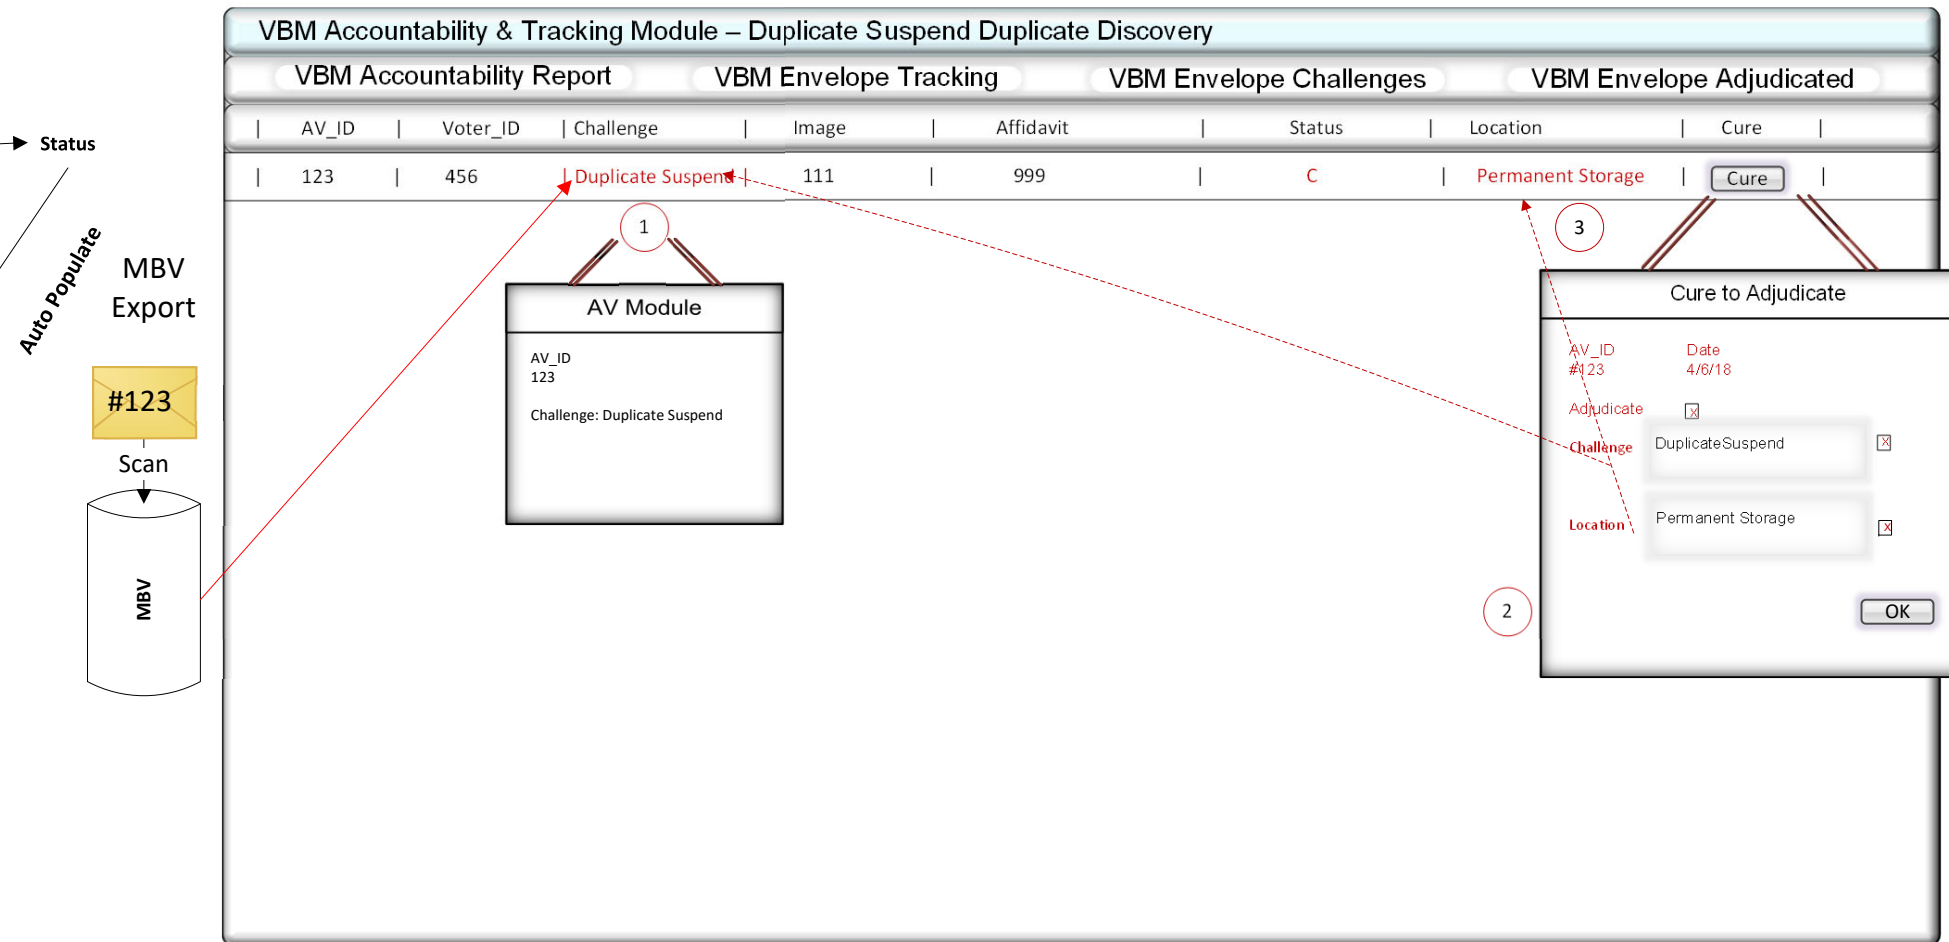 VBM Accountability & Tracking Module – Duplicate Suspend Duplicate Discovery
VBM Accountability Report
VBM Envelope Tracking
VBM Envelope Challenges
VBM Envelope Adjudicated
| AV_ID | Voter_ID | Challenge | Image | Affidavit | Status | Location | Cure |
| 123 | 456 | Duplicate Suspend | 111 | 999 | C | Permanent Storage | Cure |
Status
Auto Populate
MBV
Export
#123
Scan
MBV
1
AV Module
AV_ID
123
Challenge: Duplicate Suspend
3
2
Cure to Adjudicate
AV_ID Date
#123 4/6/18
Adjudicate X
Challenge DuplicateSuspend X
Location Permanent Storage X
OK